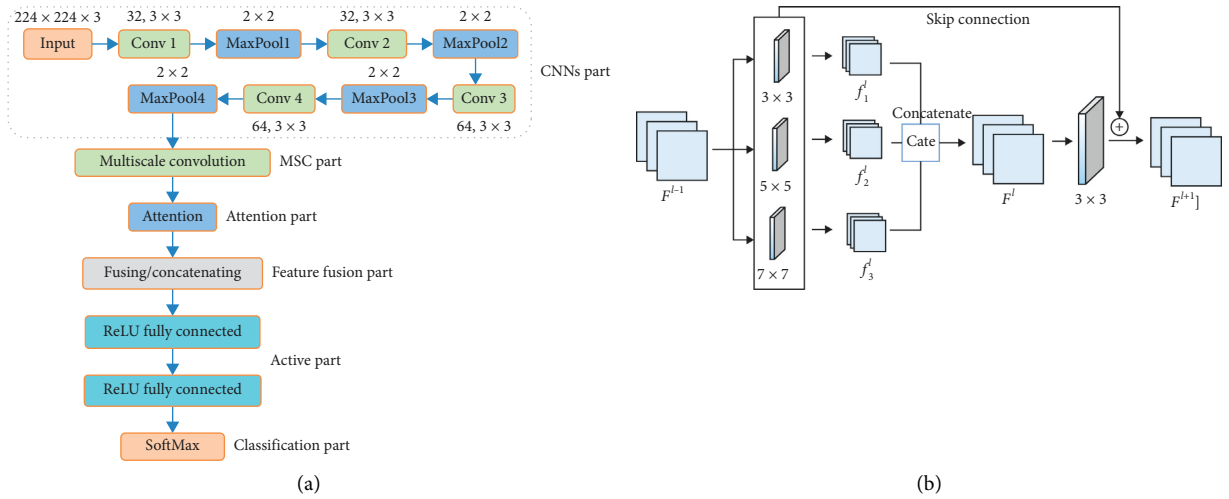 224 × 224 × 3
32, 3 × 3
2 × 2
32, 3 × 3
2 × 2
Input
Conv 1
MaxPool1
Conv 2
MaxPool2
2 × 2
2 × 2
CNNs part
MaxPool4
Conv 4
MaxPool3
Conv 3
64, 3 × 3
64, 3 × 3
Multiscale convolution
MSC part
Attention
Attention part
Fusing/concatenating
Feature fusion part
ReLU fully connected
Active part
ReLU fully connected
SoftMax
Classification part
(a)
Skip connection
3 × 3
f₁ˡ
Concatenate
Cate
+
5 × 5
f₂ˡ
Fˡ⁻¹
Fˡ
3 × 3
Fˡ⁺¹]
7 × 7
f₃ˡ
(b)